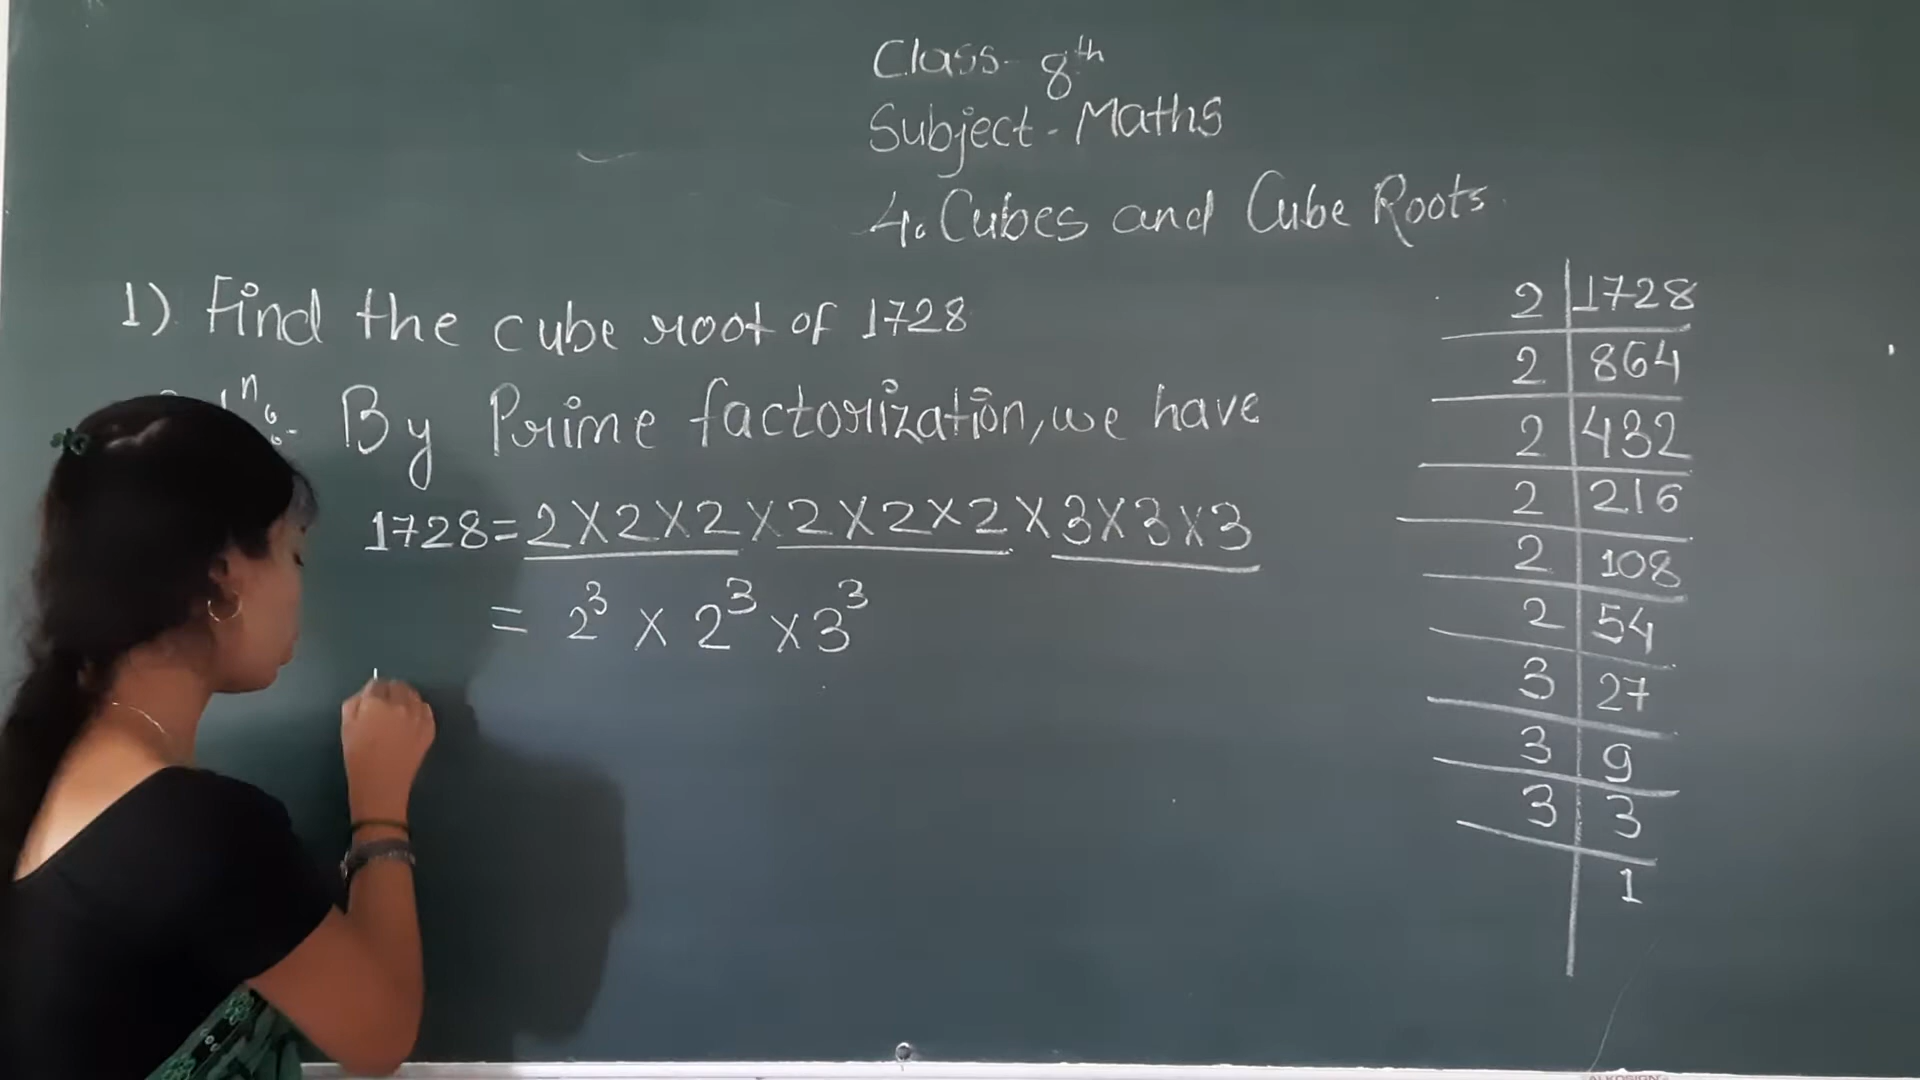 Class- 8th
Subject- Maths
4. Cubes and Cube Roots
1) Find the cube root of 1728
By Prime factorization, we have
1728 = 2 X 2 X 2 X 2 X 2 X 2 X 3 X 3 X 3
= 2³ X 2³ X 3³
2 | 1728
2 | 864
2 | 432
2 | 216
2 | 108
2 | 54
3 | 27
3 | 9
3 | 3
| 1